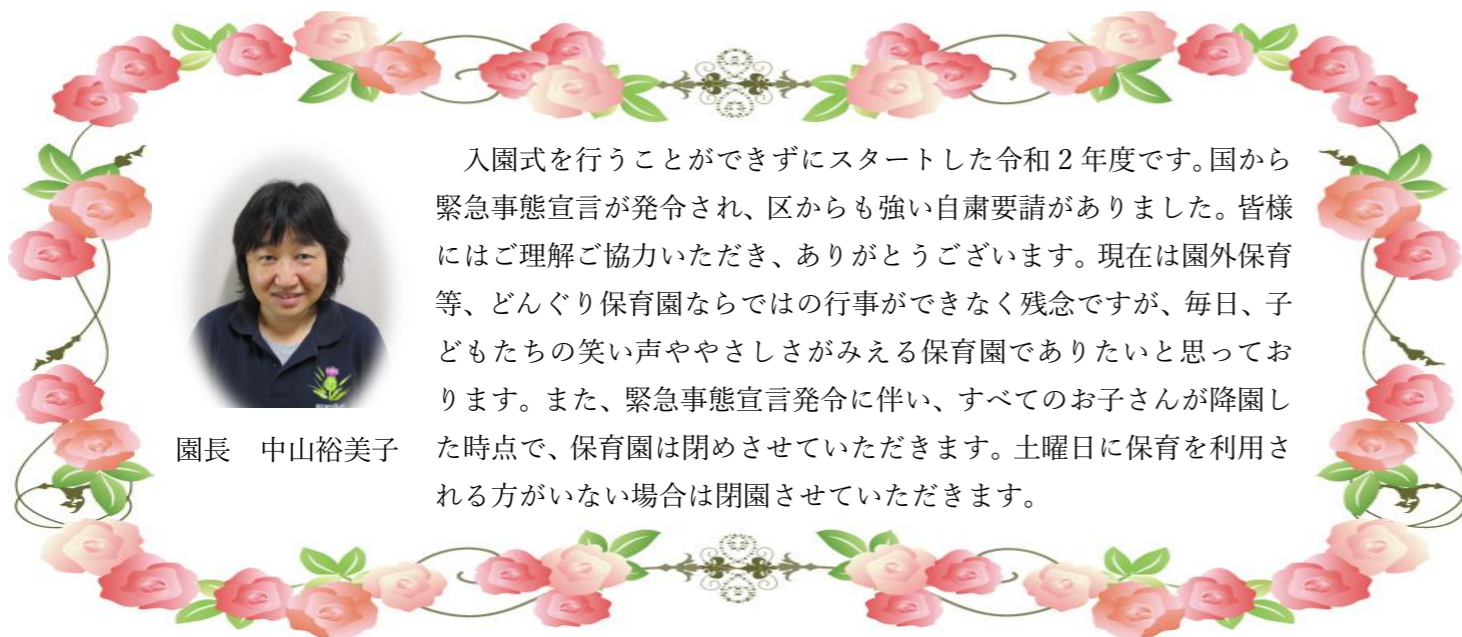 入園式を行うことができずにスタートした令和 2 年度です。国から
緊急事態宣言が発令され、区からも強い自粛要請がありました。皆様
にはご理解ご協力いただき、ありがとうございます。現在は園外保育
等、どんぐり保育園ならではの行事ができなく残念ですが、毎日、子
どもたちの笑い声ややさしさがみえる保育園でありたいと思ってお
ります。また、緊急事態宣言発令に伴い、すべてのお子さんが降園し
た時点で、保育園は閉めさせていただきます。土曜日に保育を利用さ
れる方がいない場合は閉園させていただきます。
園長　中山裕美子